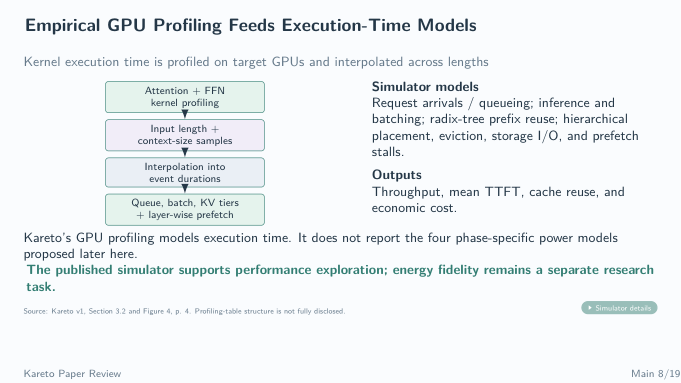 Empirical GPU Profiling Feeds Execution-Time Models
Kernel execution time is profiled on target GPUs and interpolated across lengths
Attention + FFN
kernel profiling
Input length +
context-size samples
Interpolation into
event durations
Queue, batch, KV tiers
+ layer-wise prefetch
Simulator models
Request arrivals / queueing; inference and
batching; radix-tree prefix reuse; hierarchical
placement, eviction, storage I/O, and prefetch
stalls.
Outputs
Throughput, mean TTFT, cache reuse, and
economic cost.
Kareto's GPU profiling models execution time. It does not report the four phase-specific power models
proposed later here.
The published simulator supports performance exploration; energy fidelity remains a separate research
task.
Source: Kareto v1, Section 3.2 and Figure 4, p. 4. Profiling-table structure is not fully disclosed.
✦ Simulator details
Kareto Paper Review
Main 8/19